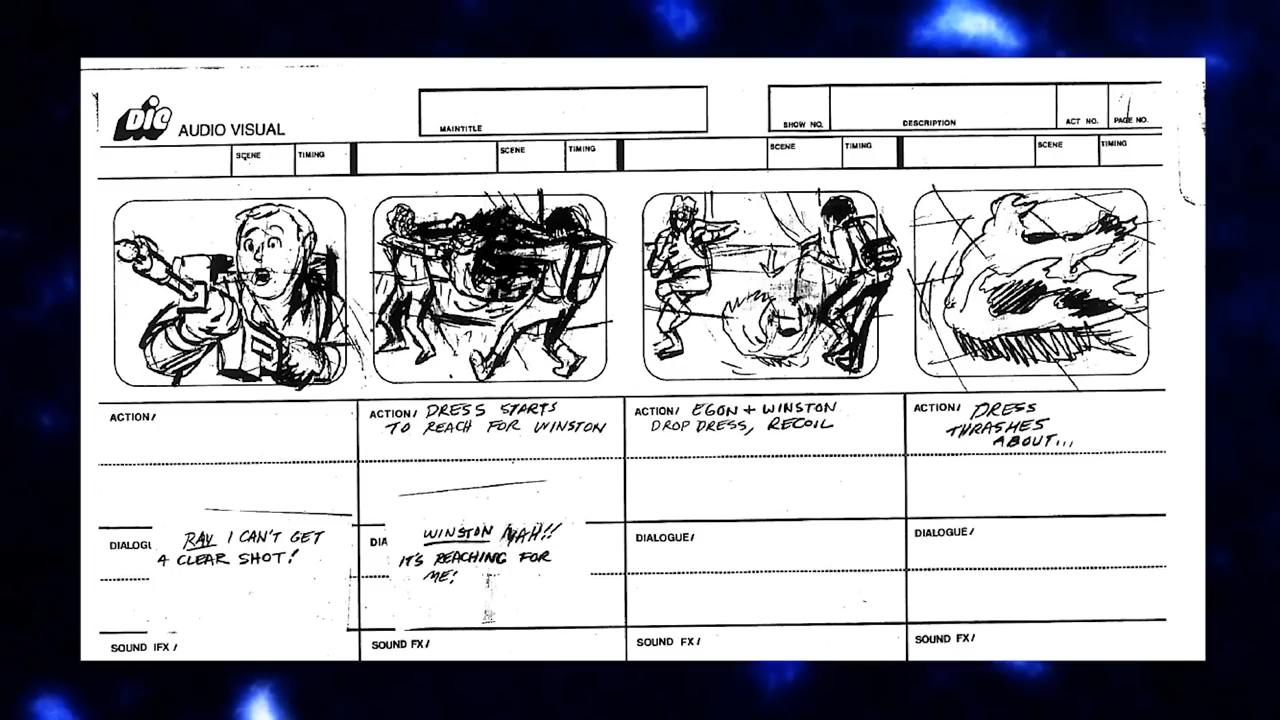 DiC AUDIO VISUAL
MAINTITLE
SHOW NO. DESCRIPTION ACT NO. PAGE NO.
SCENE TIMING SCENE TIMING SCENE TIMING SCENE TIMING
ACTION/
DIALOG
RAY I CAN'T GET
A CLEAR SHOT!
SOUND FX/
ACTION/ DRESS STARTS
TO REACH FOR WINSTON
DIA
WINSTON YAH!!
IT'S REACHING FOR
ME!
SOUND FX/
ACTION/ EGON + WINSTON
DROP DRESS, RECOIL
DIALOGUE/
SOUND FX/
ACTION/ DRESS
THRASHES
ABOUT...
DIALOGUE/
SOUND FX/